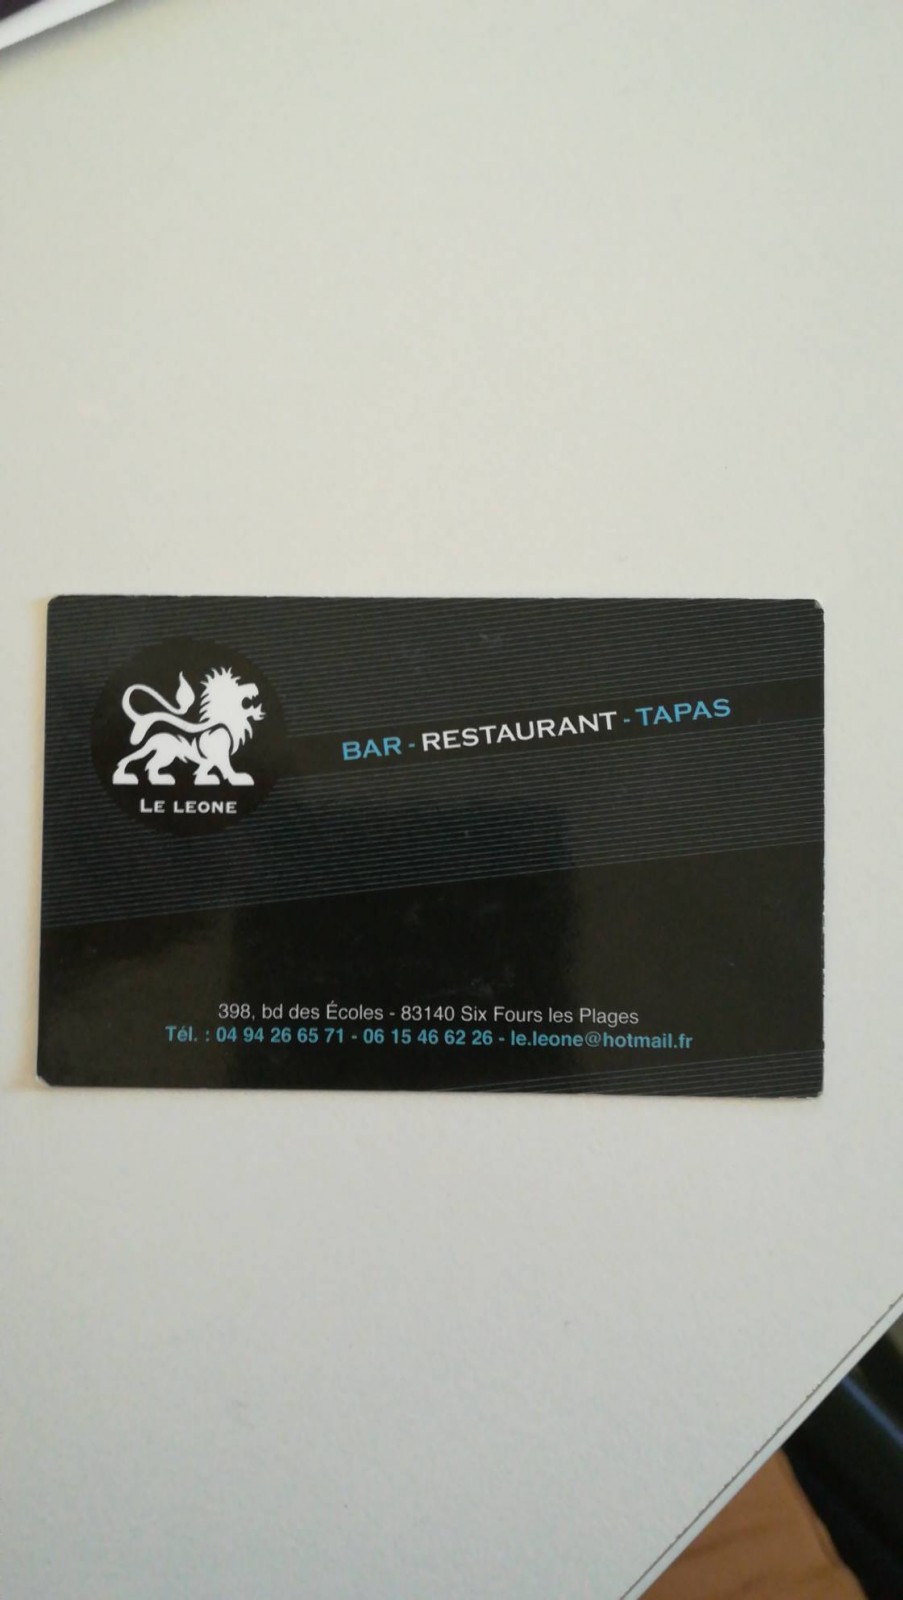 LE LEONE
BAR - RESTAURANT - TAPAS
398, bd des Écoles - 83140 Six Fours les Plages
Tél. : 04 94 26 65 71 - 06 15 46 62 26 - le.leone@hotmail.fr